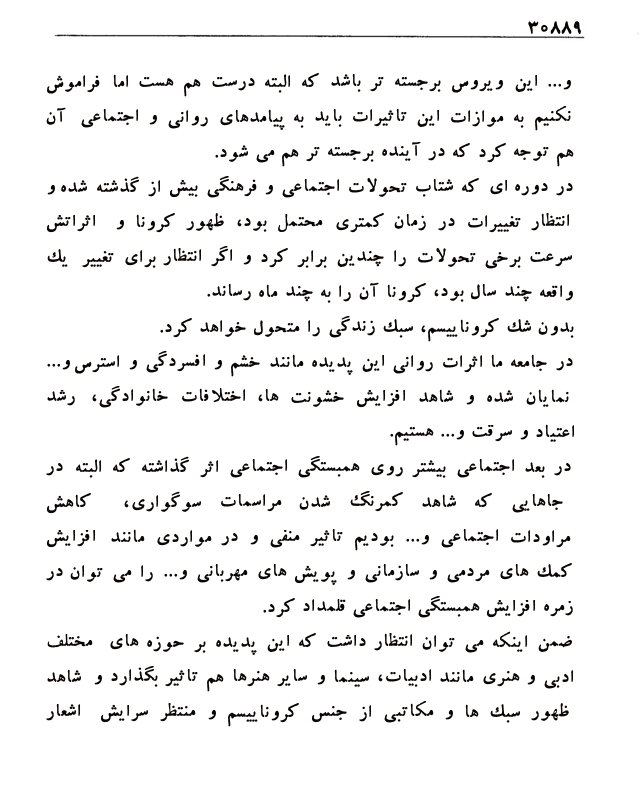 ۳۰۸۸۹
و... این ویروس برجسته تر باشد که البته درست هم هست اما فراموش
نکنیم به موازات این تاثیرات باید به پیامدهای روانی و اجتماعی آن
هم توجه کرد که در آینده برجسته تر هم می شود.
در دوره ای که شتاب تحولات اجتماعی و فرهنگی بیش از گذشته شده و
انتظار تغییرات در زمان کمتری محتمل بود، ظهور کرونا و اثراتش
سرعت برخی تحولات را چندین برابر کرد و اگر انتظار برای تغییر یك
واقعه چند سال بود، کرونا آن را به چند ماه رساند.
بدون شك کروناییسم، سبك زندگی را متحول خواهد کرد.
در جامعه ما اثرات روانی این پدیده مانند خشم و افسردگی و استرس و...
نمایان شده و شاهد افزایش خشونت ها، اختلافات خانوادگی، رشد
اعتیاد و سرقت و... هستیم.
در بعد اجتماعی بیشتر روی همبستگی اجتماعی اثر گذاشته که البته در
جاهایی که شاهد کمرنگ شدن مراسمات سوگواری، کاهش
مراودات اجتماعی و... بودیم تاثیر منفی و در مواردی مانند افزایش
کمك های مردمی و سازمانی و پویش های مهربانی و... را می توان در
زمره افزایش همبستگی اجتماعی قلمداد کرد.
ضمن اینکه می توان انتظار داشت که این پدیده بر حوزه های مختلف
ادبی و هنری مانند ادبیات، سینما و سایر هنرها هم تاثیر بگذارد و شاهد
ظهور سبك ها و مکاتبی از جنس کروناییسم و منتظر سرایش اشعار